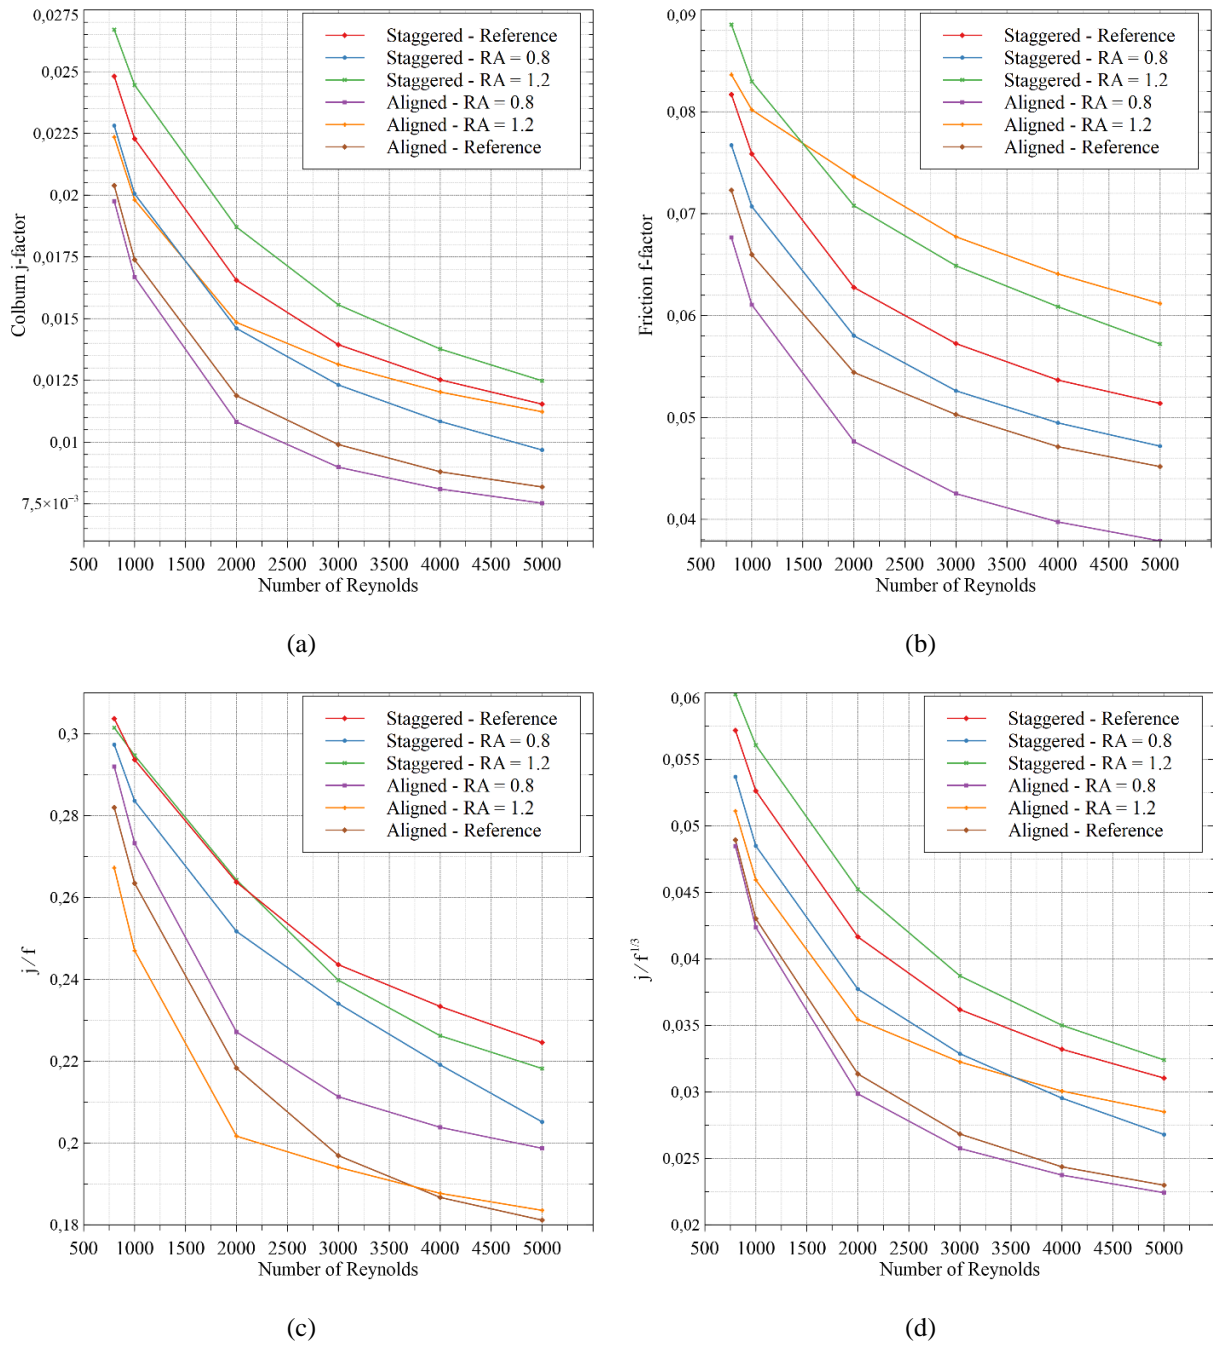 0,0275
0,025
0,0225
0,02
0,0175
0,015
0,0125
0,01
7,5×10⁻³
Colburn j-factor
Staggered - Reference
Staggered - RA = 0.8
Staggered - RA = 1.2
Aligned - RA = 0.8
Aligned - RA = 1.2
Aligned - Reference
500 1000 1500 2000 2500 3000 3500 4000 4500 5000
Number of Reynolds
(a)
0,09
0,08
0,07
0,06
0,05
0,04
Friction f-factor
Staggered - Reference
Staggered - RA = 0.8
Staggered - RA = 1.2
Aligned - RA = 0.8
Aligned - RA = 1.2
Aligned - Reference
500 1000 1500 2000 2500 3000 3500 4000 4500 5000
Number of Reynolds
(b)
0,3
0,28
0,26
0,24
0,22
0,2
0,18
j / f
Staggered - Reference
Staggered - RA = 0.8
Staggered - RA = 1.2
Aligned - RA = 0.8
Aligned - RA = 1.2
Aligned - Reference
500 1000 1500 2000 2500 3000 3500 4000 4500 5000
Number of Reynolds
(c)
0,06
0,055
0,05
0,045
0,04
0,035
0,03
0,025
0,02
j / f^1/3
Staggered - Reference
Staggered - RA = 0.8
Staggered - RA = 1.2
Aligned - RA = 0.8
Aligned - RA = 1.2
Aligned - Reference
500 1000 1500 2000 2500 3000 3500 4000 4500 5000
Number of Reynolds
(d)